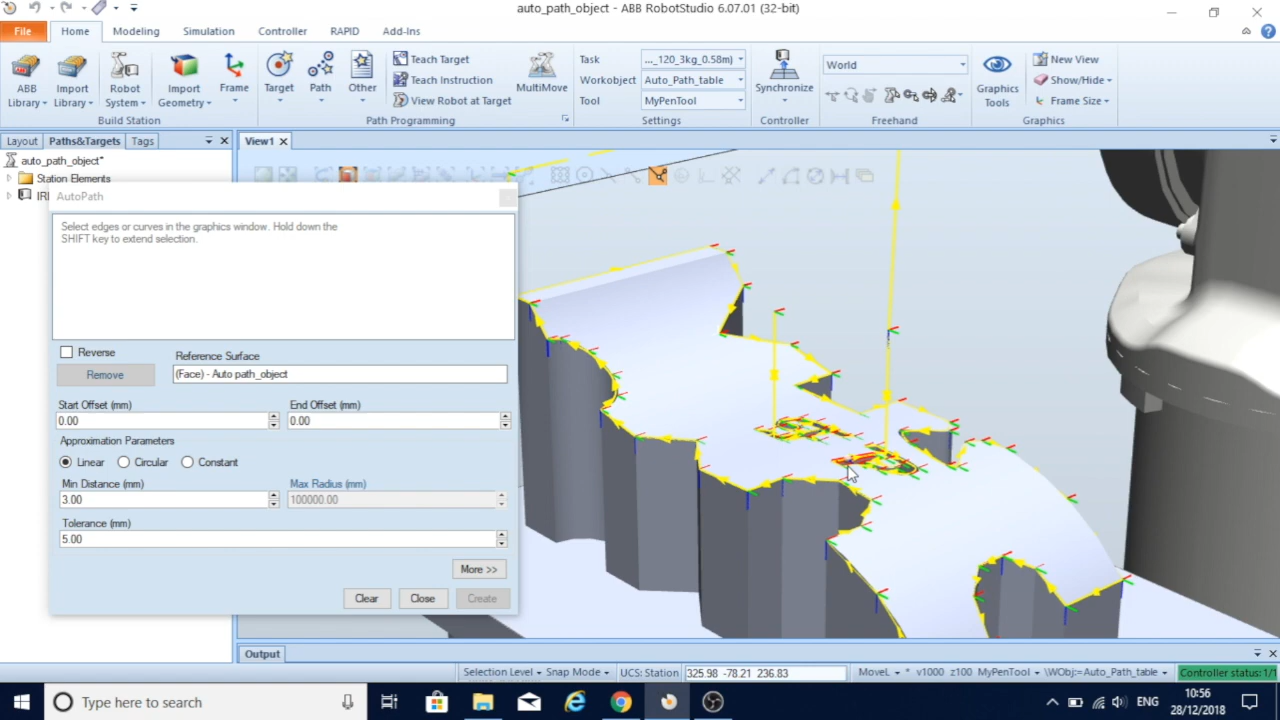 auto_path_object - ABB RobotStudio 6.07.01 (32-bit)
File Home Modeling Simulation Controller RAPID Add-Ins
ABB Library
Import Library
Robot System
Import Geometry
Frame
Build Station
Target
Path
Other
Teach Target
Teach Instruction
View Robot at Target
MultiMove
Path Programming
Task ..._120_3kg_0.58m)
Workobject Auto_Path_table
Tool MyPenTool
Settings
Synchronize
Controller
World
Freehand
Graphics Tools
New View
Show/Hide
Frame Size
Graphics
Layout Paths&Targets Tags
View1
auto_path_object*
Station Elements
AutoPath
Select edges or curves in the graphics window. Hold down the
SHIFT key to extend selection.
Reverse
Remove
Reference Surface
(Face) - Auto path_object
Start Offset (mm) End Offset (mm)
0.00 0.00
Approximation Parameters
Linear Circular Constant
Min Distance (mm) Max Radius (mm)
3.00 100000.00
Tolerance (mm)
5.00
More >>
Clear Close Create
Output
Selection Level Snap Mode UCS: Station 325.98 -78.21 236.83 MoveL * v1000 z100 MyPenTool \WObj:=Auto_Path_table Controller status: 1/1
Type here to search
ENG
10:56
28/12/2018